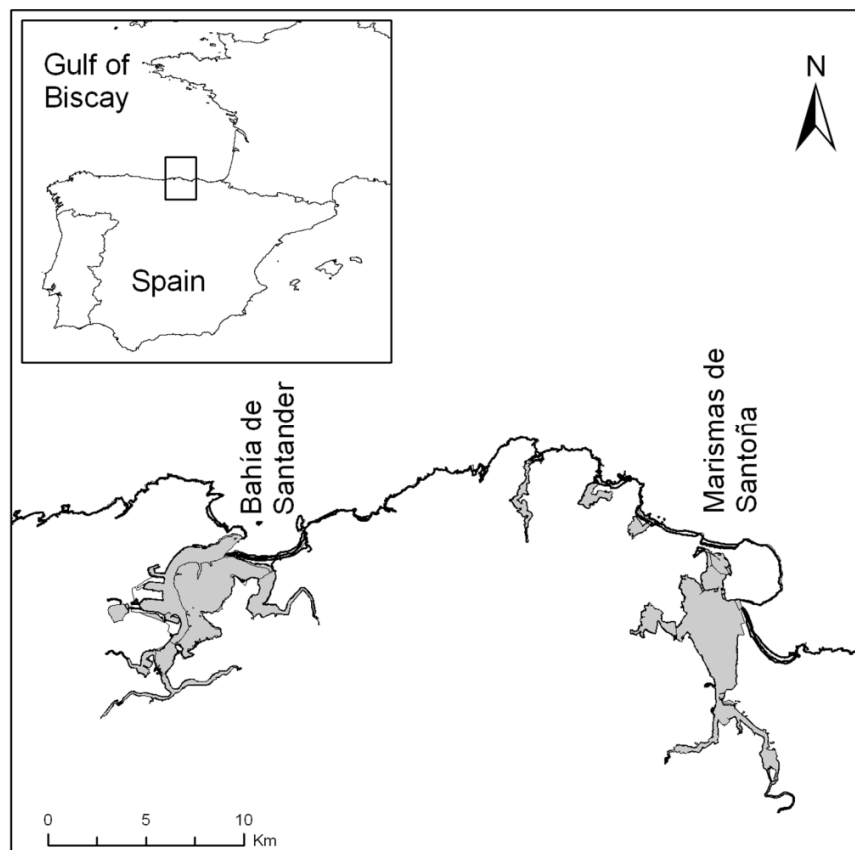 Gulf of
Biscay
N
Spain
Bahía de
Santander
Marismas de
Santoña
0 5 10
Km